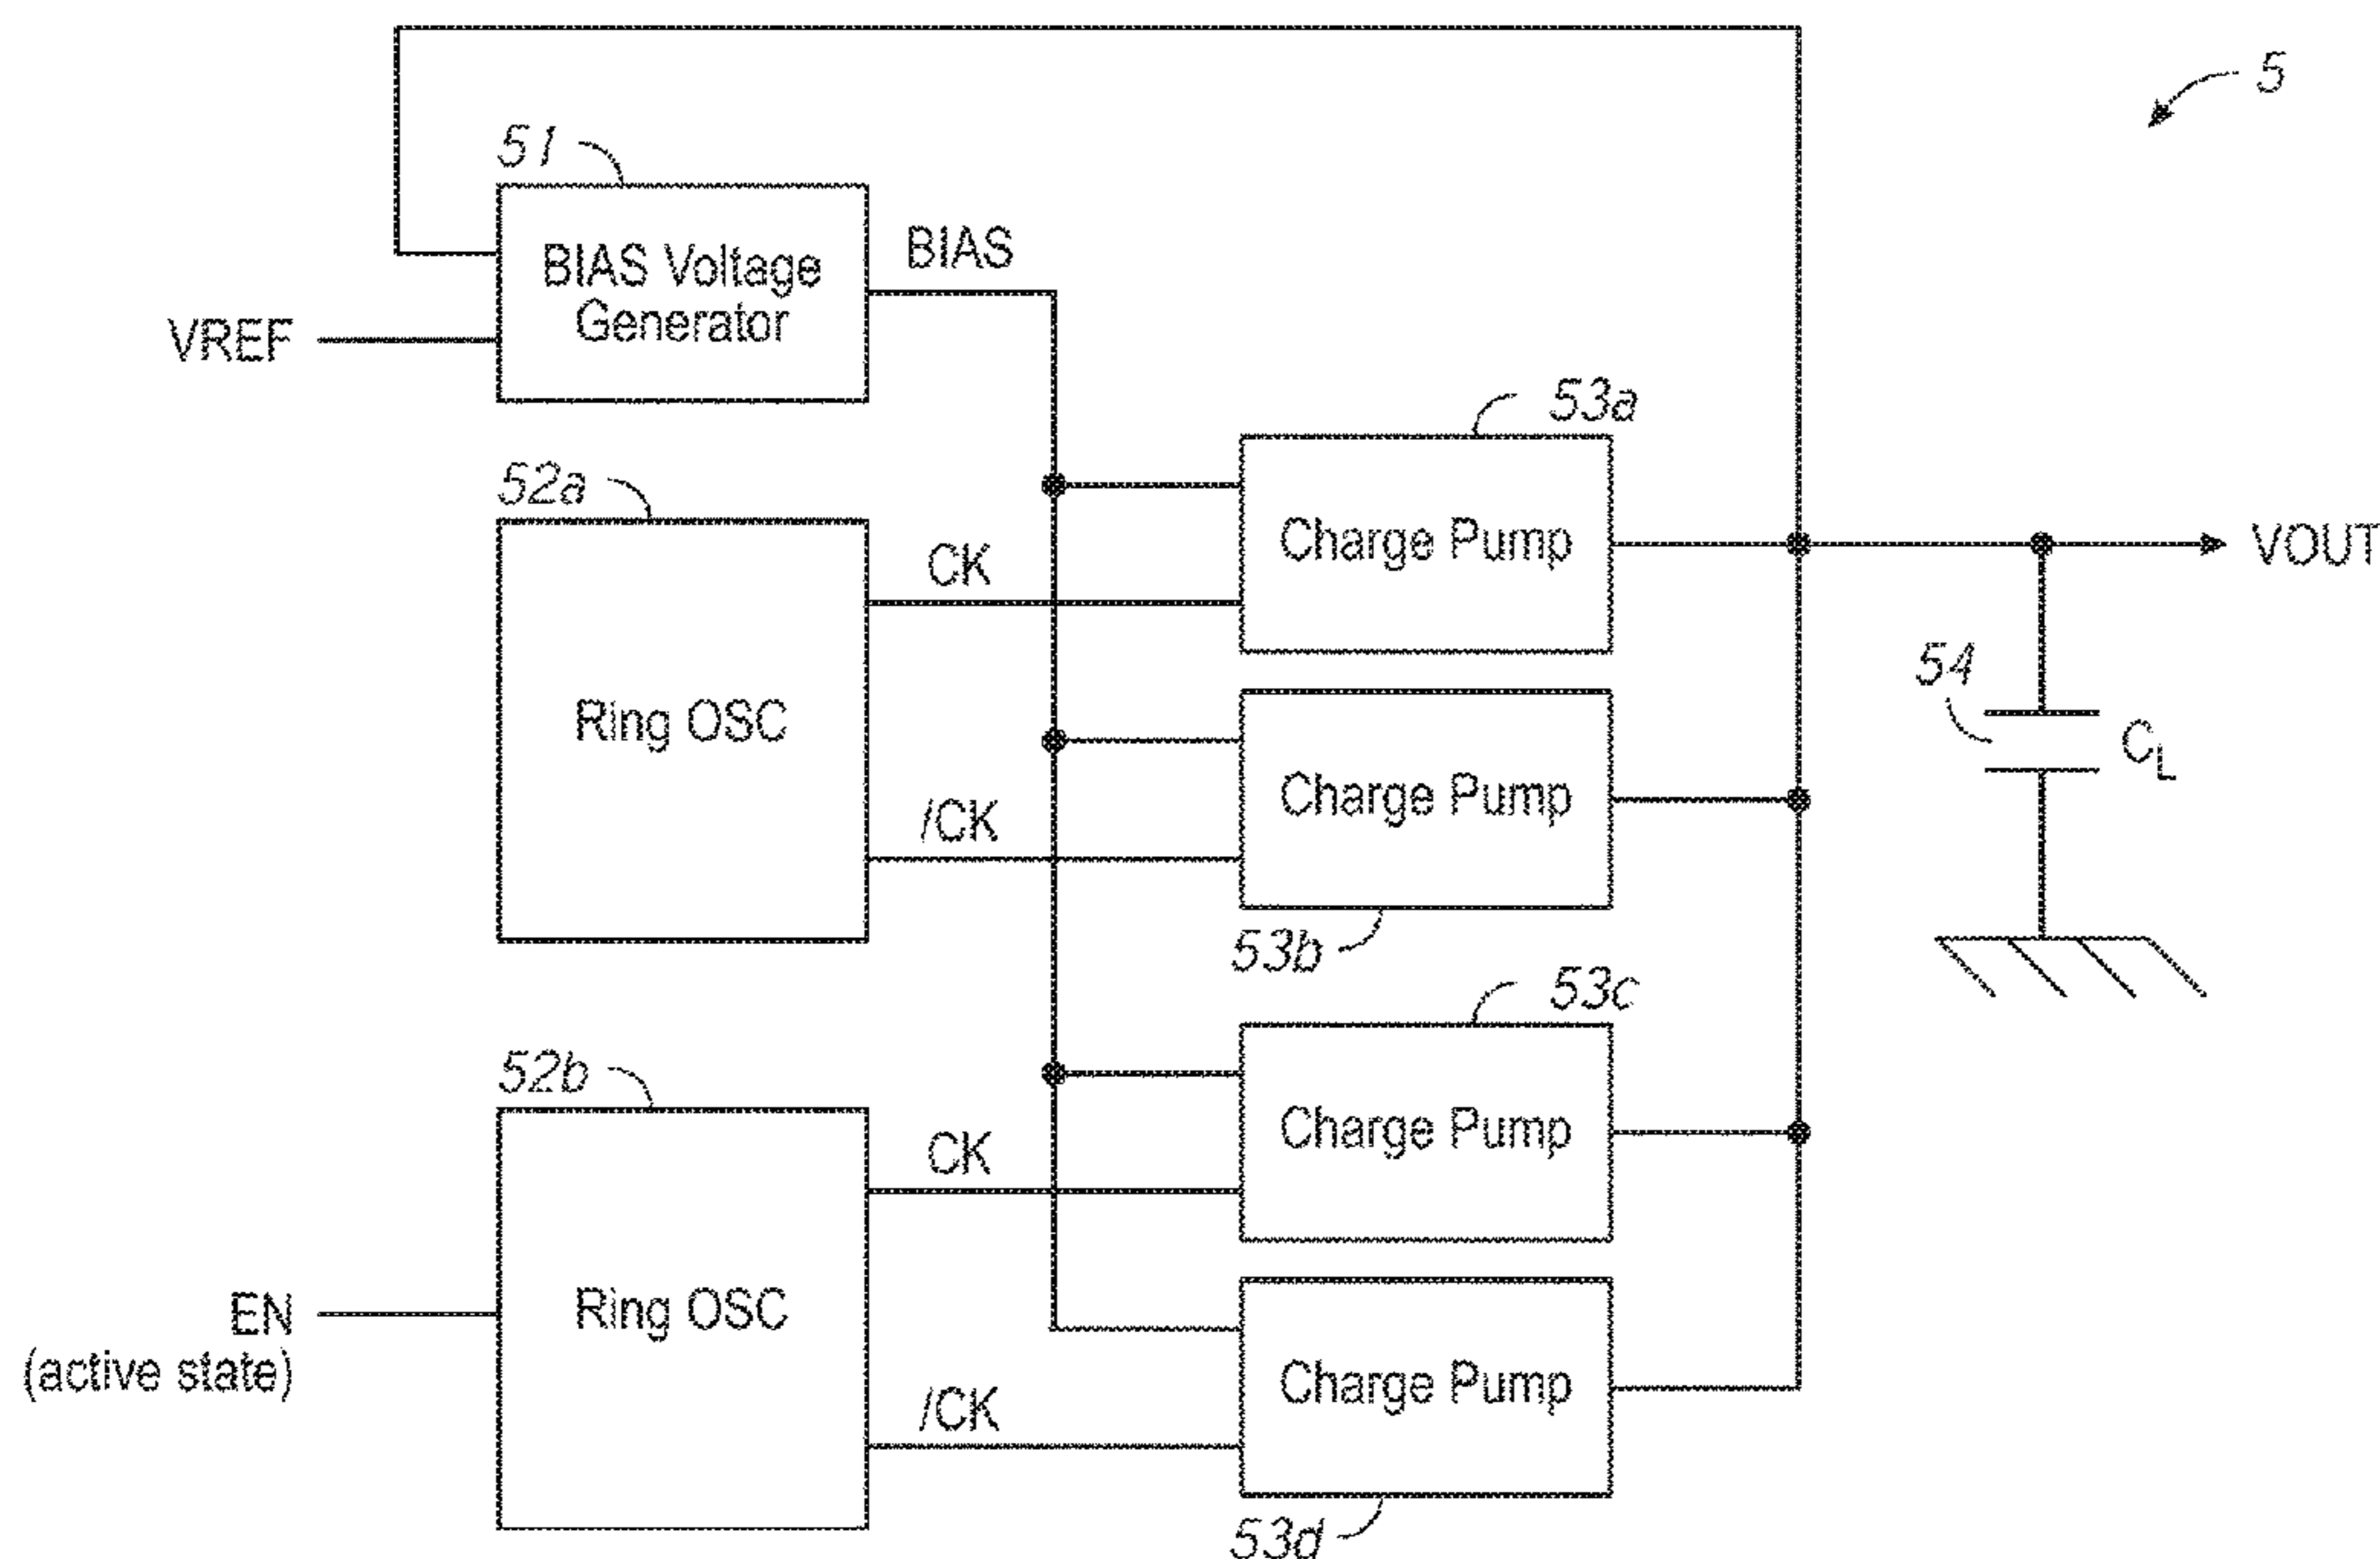 5
51
BIAS Voltage
Generator
BIAS
VREF
53a
Charge Pump
52a
Ring OSC
CK
/CK
VOUT
54
CL
Charge Pump
53b
53c
Charge Pump
52b
Ring OSC
CK
/CK
EN
(active state)
Charge Pump
53d